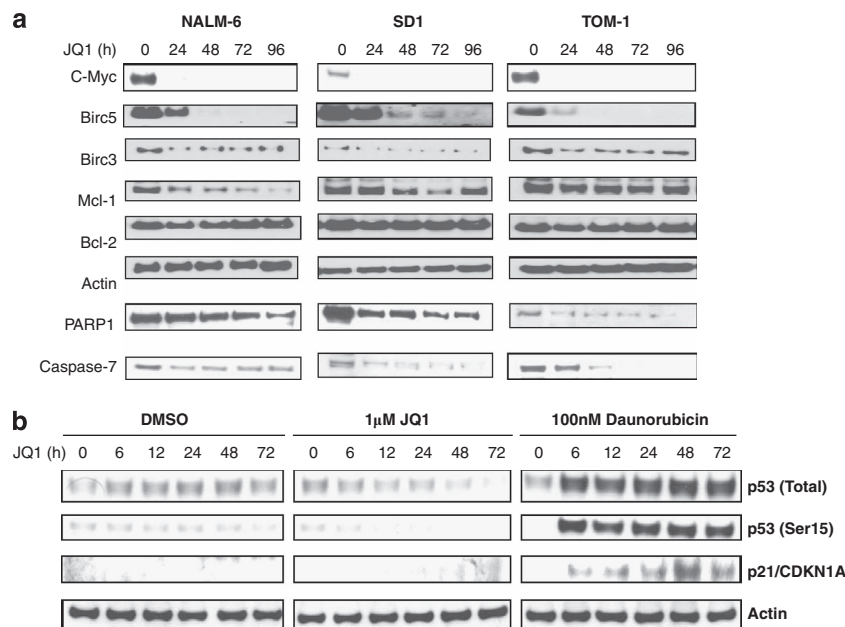 a
NALM-6 SD1 TOM-1
JQ1 (h) 0 24 48 72 96 0 24 48 72 96 0 24 48 72 96
C-Myc
Birc5
Birc3
Mcl-1
Bcl-2
Actin
PARP1
Caspase-7
b
DMSO 1μM JQ1 100nM Daunorubicin
JQ1 (h) 0 6 12 24 48 72 0 6 12 24 48 72 0 6 12 24 48 72
p53 (Total)
p53 (Ser15)
p21/CDKN1A
Actin